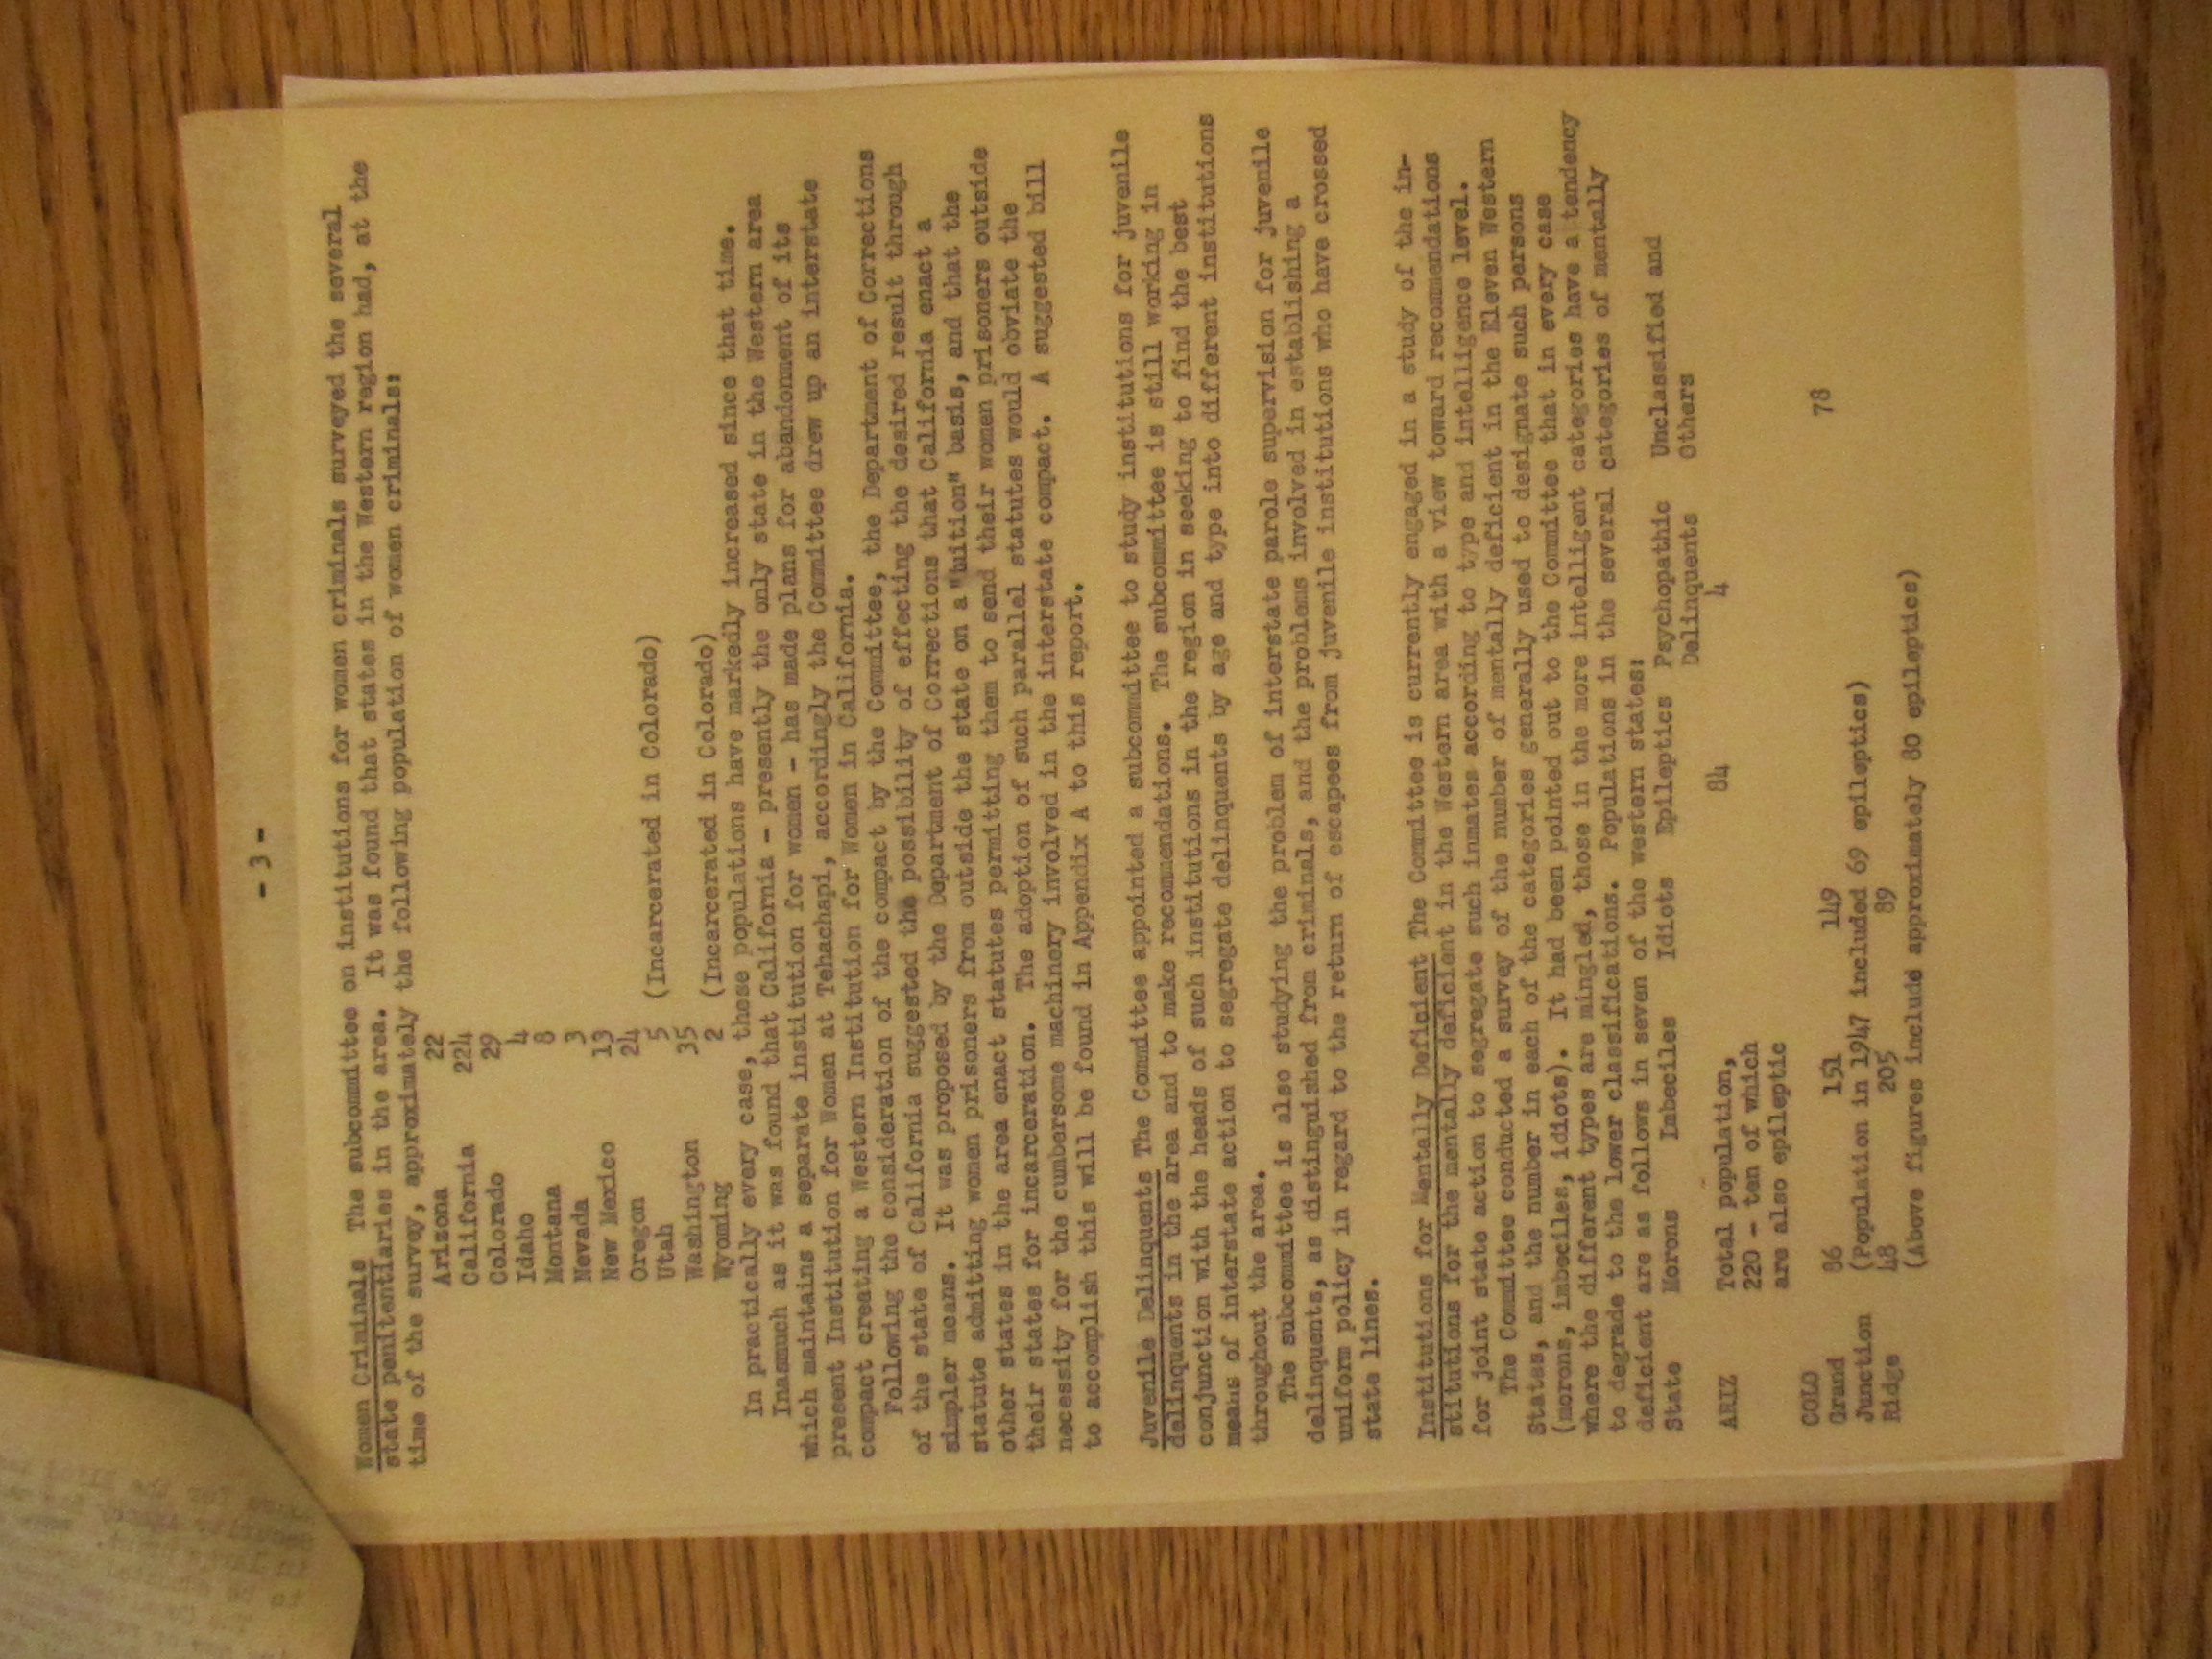 - 3 -
Women Criminals The subcommittee on institutions for women criminals surveyed the several
state penitentiaries in the area. It was found that states in the Western region had, at the
time of the survey, approximately the following population of women criminals:
Arizona 22
California 224
Colorado 29
Idaho 4
Montana 8
Nevada 3
New Mexico 13
Oregon 24
Utah 5 (Incarcerated in Colorado)
Washington 35
Wyoming 2 (Incarcerated in Colorado)
In practically every case, these populations have markedly increased since that time.
Inasmuch as it was found that California - presently the only state in the Western area
which maintains a separate institution for women - has made plans for abandonment of its
present Institution for Women at Tehachapi, accordingly the Committee drew up an interstate
compact creating a Western Institution for Women in California.
Following the consideration of the compact by the Committee, the Department of Corrections
of the state of California suggested the possibility of effecting the desired result through
simpler means. It was proposed by the Department of Corrections that California enact a
statute admitting women prisoners from outside the state on a "buition" basis, and that the
other states in the area enact statutes permitting them to send their women prisoners outside
their states for incarceration. The adoption of such parallel statutes would obviate the
necessity for the cumbersome machinery involved in the interstate compact. A suggested bill
to accomplish this will be found in Appendix A to this report.
Juvenile Delinquents The Committee appointed a subcommittee to study institutions for juvenile
delinquents in the area and to make recommendations. The subcommittee is still working in
conjunction with the heads of such institutions in the region in seeking to find the best
means of interstate action to segregate delinquents by age and type into different institutions
throughout the area.
The subcommittee is also studying the problem of interstate parole supervision for juvenile
delinquents, as distinguished from criminals, and the problems involved in establishing a
uniform policy in regard to the return of escapees from juvenile institutions who have crossed
state lines.
Institutions for Mentally Deficient The Committee is currently engaged in a study of the in-
stitutions for the mentally deficient in the Western area with a view toward recommendations
for joint state action to segregate such inmates according to type and intelligence level.
The Committee conducted a survey of the number of mentally deficient in the Eleven Western
States, and the number in each of the categories generally used to designate such persons
(morons, imbeciles, idiots). It had been pointed out to the Committee that in every case
where the different types are mingled, those in the more intelligent categories have a tendency
to degrade to the lower classifications. Populations in the several categories of mentally
deficient are as follows in seven of the western states:
State Morons Imbeciles Idiots Epileptics Psychopathic Unclassified and
Delinquents Others
ARIZ Total population, 84 4
220 - ten of which
are also epileptic
COLO
Grand 86 151 149 78
Junction (Population in 1947 included 69 epileptics)
Ridge 48 205 89
(Above figures include approximately 80 epileptics)